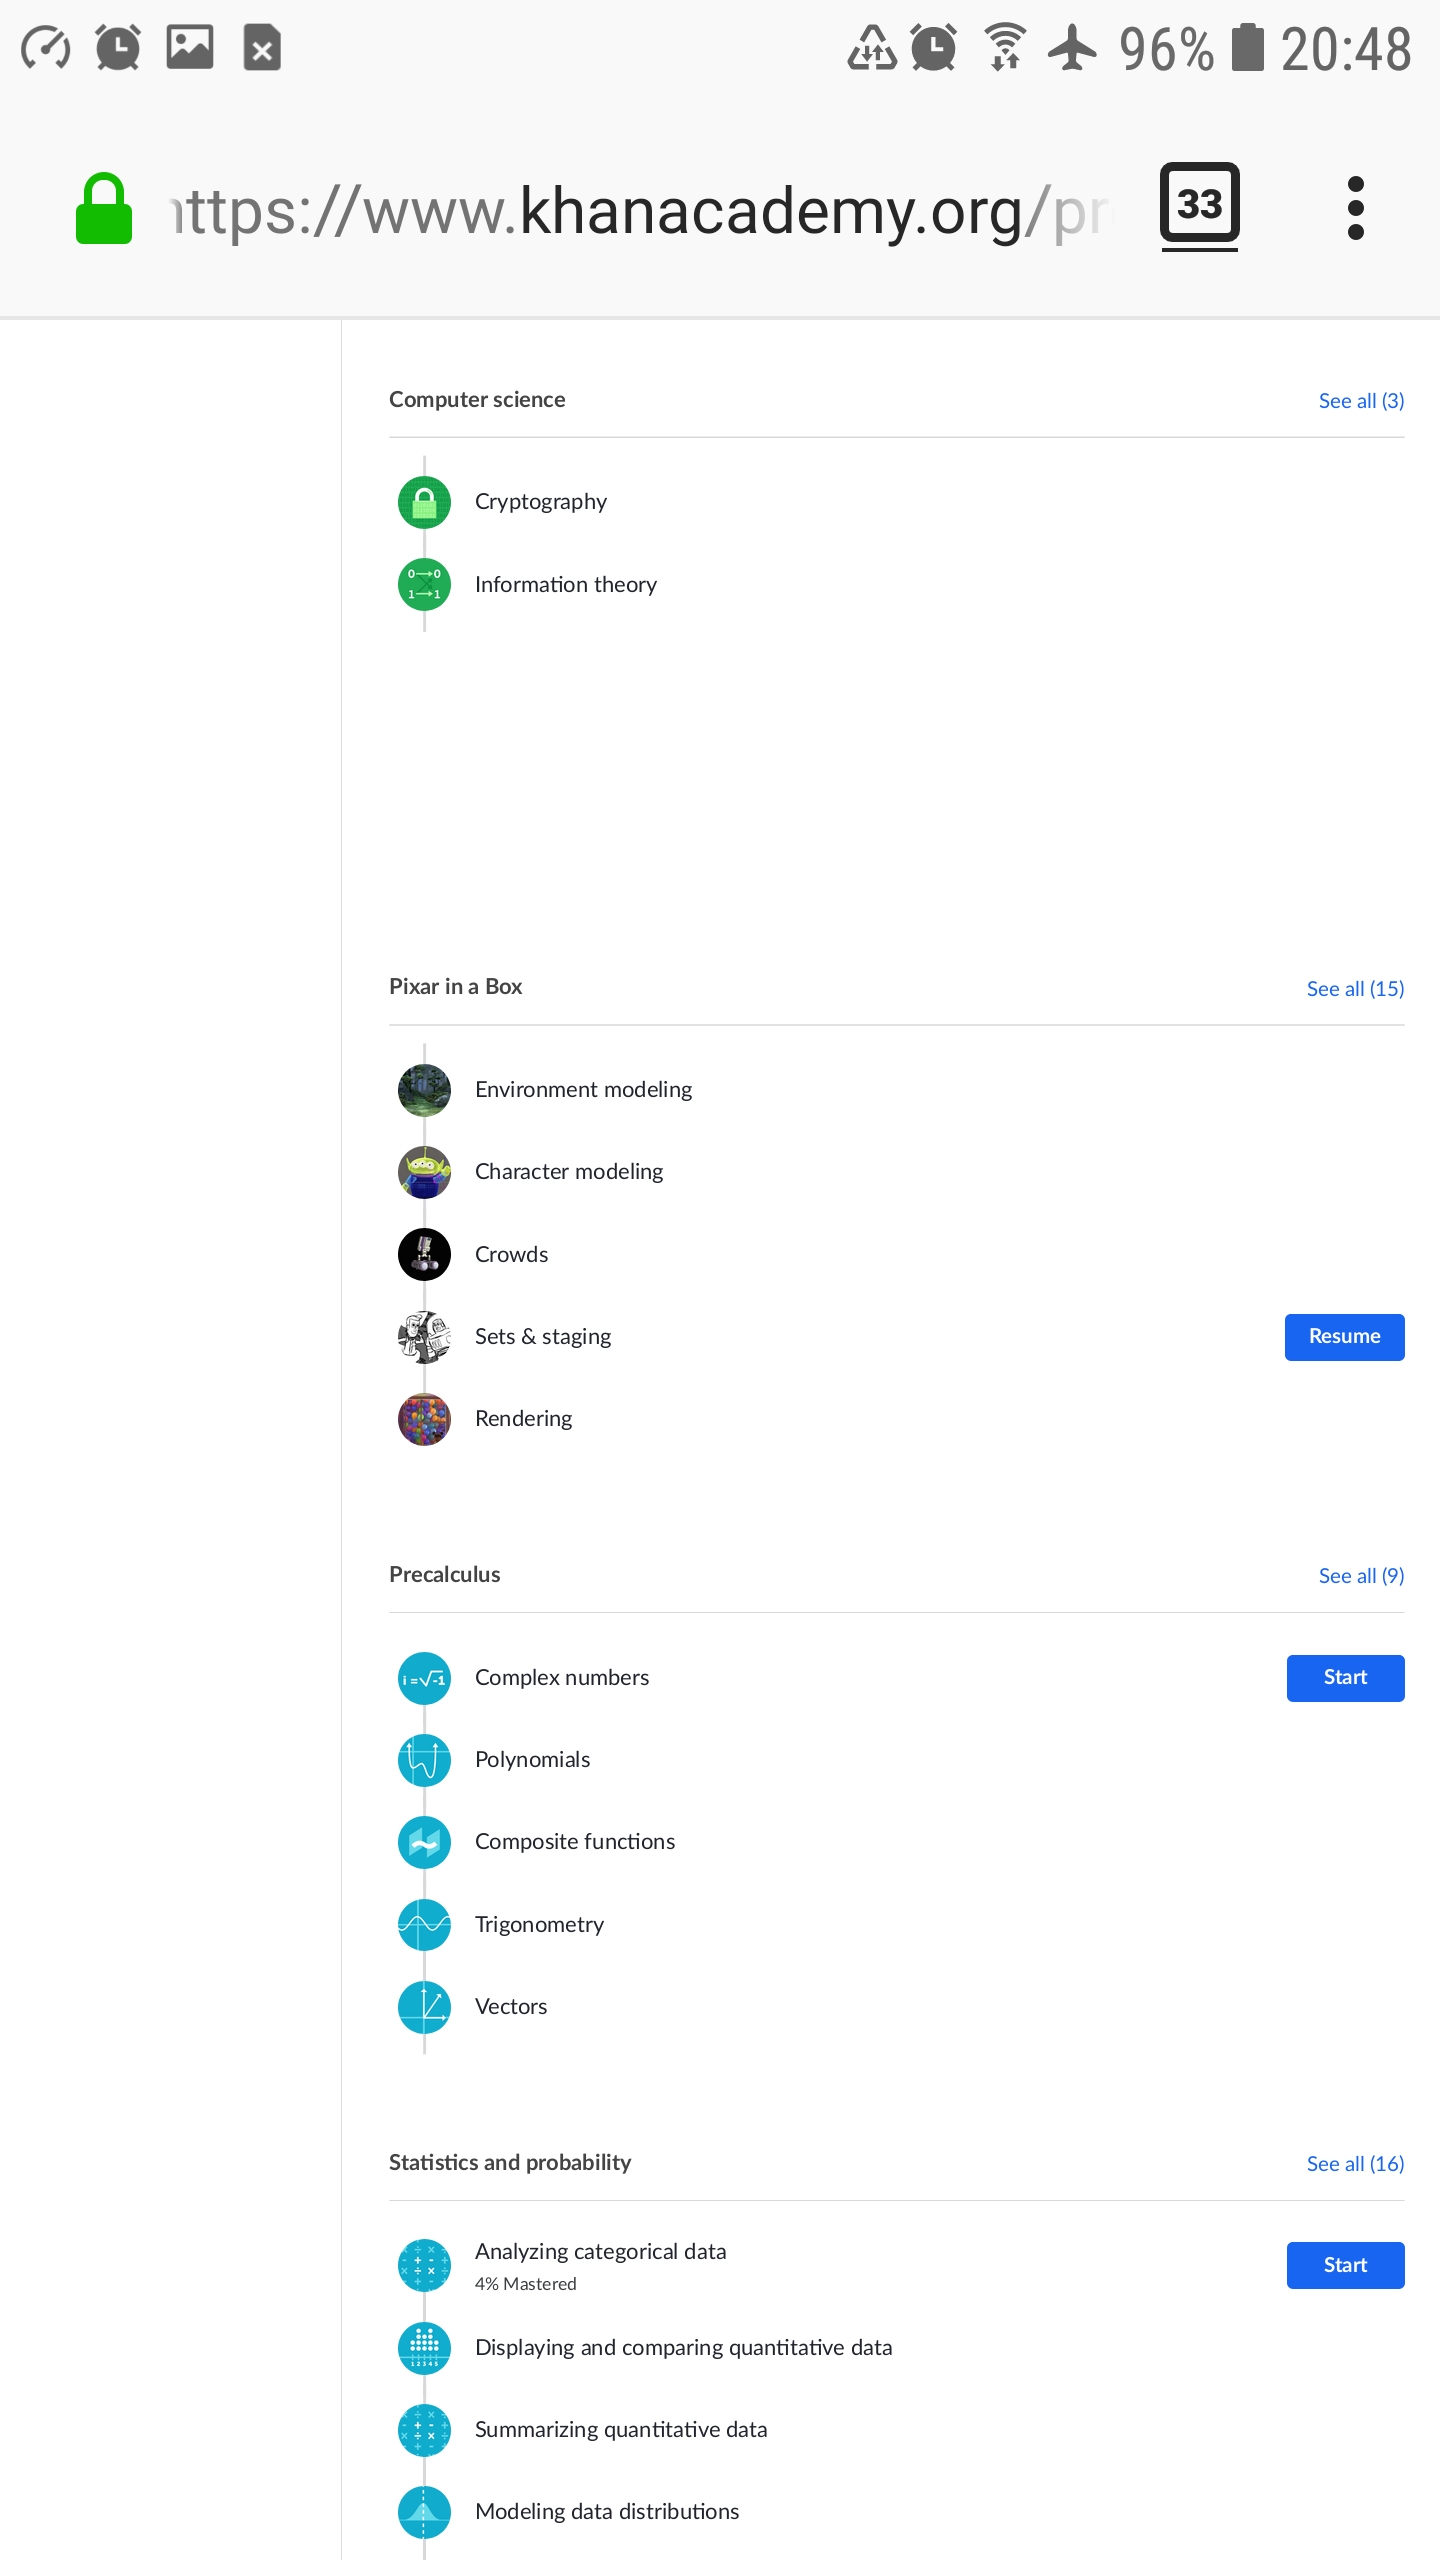 96% 20:48
https://www.khanacademy.org/pr
33
Computer science See all (3)
Cryptography
Information theory
Pixar in a Box See all (15)
Environment modeling
Character modeling
Crowds
Sets & staging Resume
Rendering
Precalculus See all (9)
i = √-1 Complex numbers Start
Polynomials
Composite functions
Trigonometry
Vectors
Statistics and probability See all (16)
Analyzing categorical data Start
4% Mastered
Displaying and comparing quantitative data
Summarizing quantitative data
Modeling data distributions